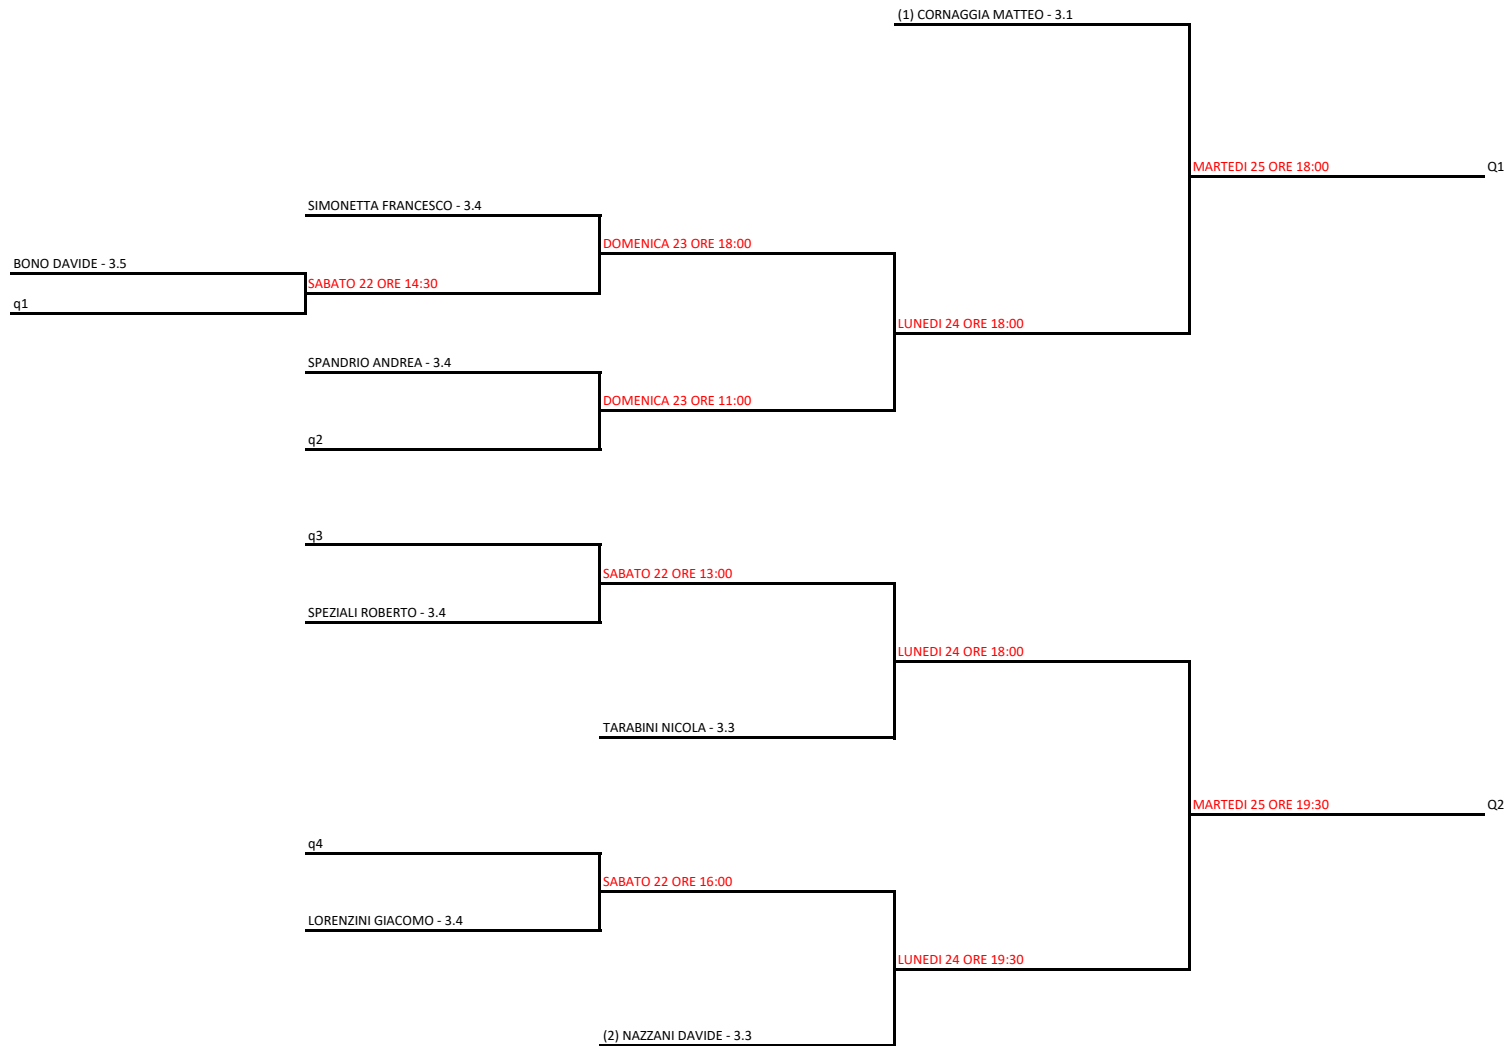 (1) CORNAGGIA MATTEO - 3.1
MARTEDI 25 ORE 18:00
Q1
SIMONETTA FRANCESCO - 3.4
DOMENICA 23 ORE 18:00
BONO DAVIDE - 3.5
SABATO 22 ORE 14:30
q1
LUNEDI 24 ORE 18:00
SPANDRIO ANDREA - 3.4
DOMENICA 23 ORE 11:00
q2
q3
SABATO 22 ORE 13:00
SPEZIALI ROBERTO - 3.4
LUNEDI 24 ORE 18:00
TARABINI NICOLA - 3.3
MARTEDI 25 ORE 19:30
Q2
q4
SABATO 22 ORE 16:00
LORENZINI GIACOMO - 3.4
LUNEDI 24 ORE 19:30
(2) NAZZANI DAVIDE - 3.3